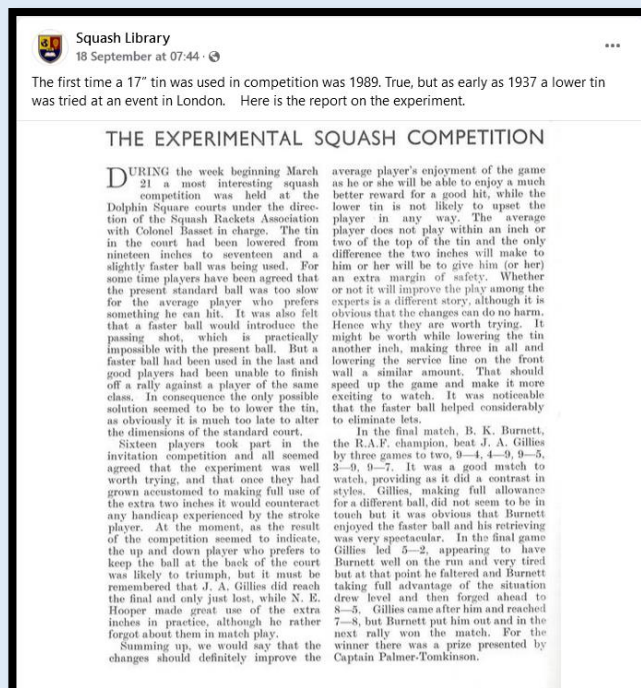 Squash Library
18 September at 07:44 ·
The first time a 17” tin was used in competition was 1989. True, but as early as 1937 a lower tin
was tried at an event in London. Here is the report on the experiment.
THE EXPERIMENTAL SQUASH COMPETITION
DURING the week beginning March
21 a most interesting squash
competition was held at the
Dolphin Square courts under the direc-
tion of the Squash Rackets Association
with Colonel Basset in charge. The tin
in the court had been lowered from
nineteen inches to seventeen and a
slightly faster ball was being used. For
some time players have been agreed that
the present standard ball was too slow
for the average player who prefers
something he can hit. It was also felt
that a faster ball would introduce the
passing shot, which is practically
impossible with the present ball. But a
faster ball had been used in the last and
good players had been unable to finish
off a rally against a player of the same
class. In consequence the only possible
solution seemed to be to lower the tin,
as obviously it is much too late to alter
the dimensions of the standard court.
Sixteen players took part in the
invitation competition and all seemed
agreed that the experiment was well
worth trying, and that once they had
grown accustomed to making full use of
the extra two inches it would counteract
any handicap experienced by the stroke
player. At the moment, as the result
of the competition seemed to indicate,
the up and down player who prefers to
keep the ball at the back of the court
was likely to triumph, but it must be
remembered that J. A. Gillies did reach
the final and only just lost, while N. E.
Hooper made great use of the extra
inches in practice, although he rather
forgot about them in match play.
Summing up, we would say that the
changes should definitely improve the
average player's enjoyment of the game
as he or she will be able to enjoy a much
better reward for a good hit, while the
lower tin is not likely to upset the
player in any way. The average
player does not play within an inch or
two of the top of the tin and the only
difference the two inches will make to
him or her will be to give him (or her)
an extra margin of safety. Whether
or not it will improve the play among the
experts is a different story, although it is
obvious that the changes can do no harm.
Hence why they are worth trying. It
might be worth while lowering the tin
another inch, making three in all and
lowering the service line on the front
wall a similar amount. That should
speed up the game and make it more
exciting to watch. It was noticeable
that the faster ball helped considerably
to eliminate lets.
In the final match, B. K. Burnett,
the R.A.F. champion, beat J. A. Gillies
by three games to two, 9—4, 4—9, 9—5,
3—9, 9—7. It was a good match to
watch, providing as it did a contrast in
styles. Gillies, making full allowance
for a different ball, did not seem to be in
touch but it was obvious that Burnett
enjoyed the faster ball and his retrieving
was very spectacular. In the final game
Gillies led 5—2, appearing to have
Burnett well on the run and very tired
but at that point he faltered and Burnett
taking full advantage of the situation
drew level and then forged ahead to
8—5. Gillies came after him and reached
7—8, but Burnett put him out and in the
next rally won the match. For the
winner there was a prize presented by
Captain Palmer-Tomkinson.